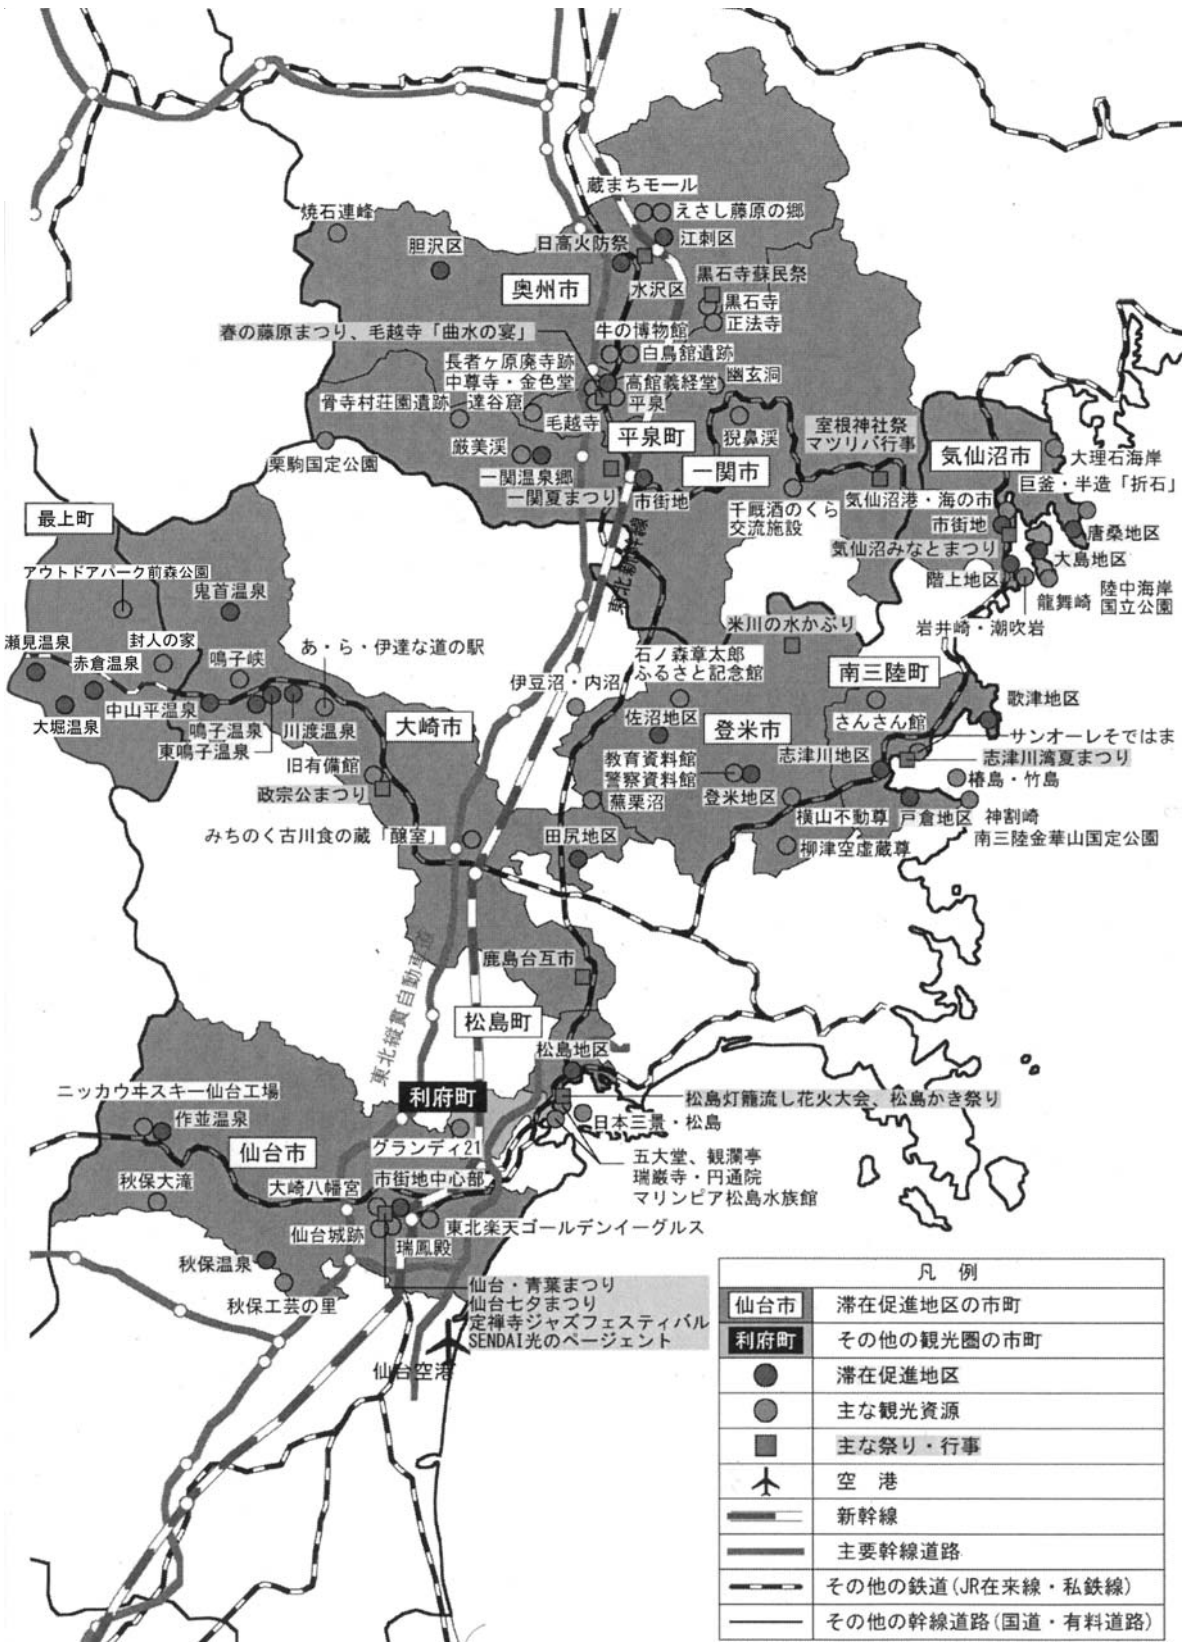 蔵まちモール
えさし藤原の郷
焼石連峰
胆沢区
日高火防祭
江刺区
水沢区
奥州市
黒石寺蘇民祭
黒石寺
正法寺
春の藤原まつり、毛越寺「曲水の宴」
牛の博物館
白鳥館遺跡
長者ヶ原廃寺跡
中尊寺・金色堂
高館義経堂
幽玄洞
骨寺村荘園遺跡
達谷窟
平泉
毛越寺
平泉町
猊鼻渓
室根神社祭
マツリバ行事
栗駒国定公園
厳美渓
一関温泉郷
一関夏まつり
一関市
市街地
千厩酒のくら
交流施設
気仙沼市
大理石海岸
巨釜・半造「折石」
気仙沼港・海の市
市街地
唐桑地区
気仙沼みなとまつり
大島地区
階上地区
龍舞崎
陸中海岸
国立公園
岩井崎・潮吹岩
最上町
アウトドアパーク前森公園
鬼首温泉
瀬見温泉
封人の家
赤倉温泉
鳴子峡
あ・ら・伊達な道の駅
大堀温泉
中山平温泉
鳴子温泉
東鳴子温泉
川渡温泉
大崎市
旧有備館
政宗公まつり
みちのく古川食の蔵「醸室」
東北新幹線
伊豆沼・内沼
米川の水かぶり
石ノ森章太郎
ふるさと記念館
佐沼地区
登米市
教育資料館
警察資料館
登米地区
蕪栗沼
田尻地区
横山不動尊
柳津空虚蔵尊
南三陸町
さんさん館
歌津地区
サンオーレそではま
志津川地区
志津川湾夏まつり
椿島・竹島
戸倉地区
神割崎
南三陸金華山国定公園
鹿島台互市
東北縦貫自動車道
松島町
松島地区
松島灯籠流し花火大会、松島かき祭り
日本三景・松島
五大堂、観瀾亭
瑞巌寺・円通院
マリンピア松島水族館
利府町
グランディ21
ニッカウヰスキー仙台工場
作並温泉
仙台市
秋保大滝
大崎八幡宮
市街地中心部
仙台城跡
瑞鳳殿
東北楽天ゴールデンイーグルス
秋保温泉
秋保工芸の里
仙台・青葉まつり
仙台七夕まつり
定禅寺ジャズフェスティバル
SENDAI光のページェント
仙台空港
凡 例
仙台市 滞在促進地区の市町
利府町 その他の観光圏の市町
滞在促進地区
主な観光資源
主な祭り・行事
空 港
新幹線
主要幹線道路
その他の鉄道(JR在来線・私鉄線)
その他の幹線道路(国道・有料道路)